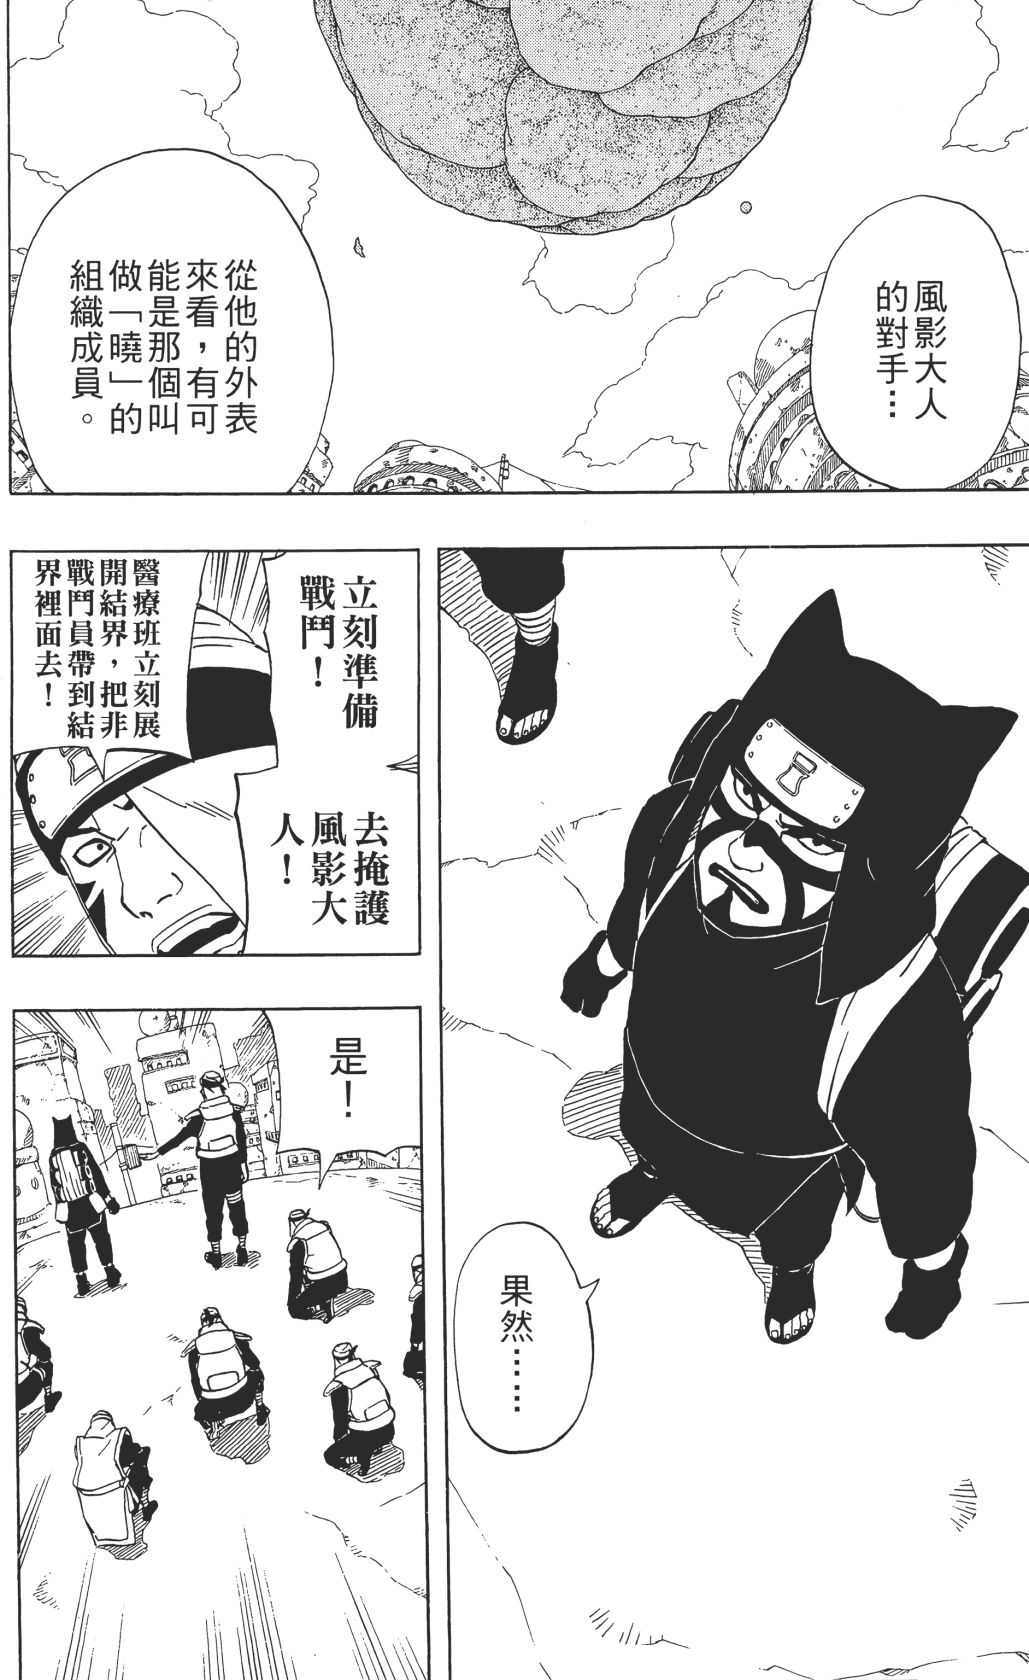 風影大人
的對手…
從他的外表
來看，有可
能是那個叫
做「曉」的
組織成員。
果然……
立刻準備
戰鬥！
去掩護
風影大
人！
醫療班立刻展
開結界，把非
戰鬥員帶到結
界裡面去！
是！